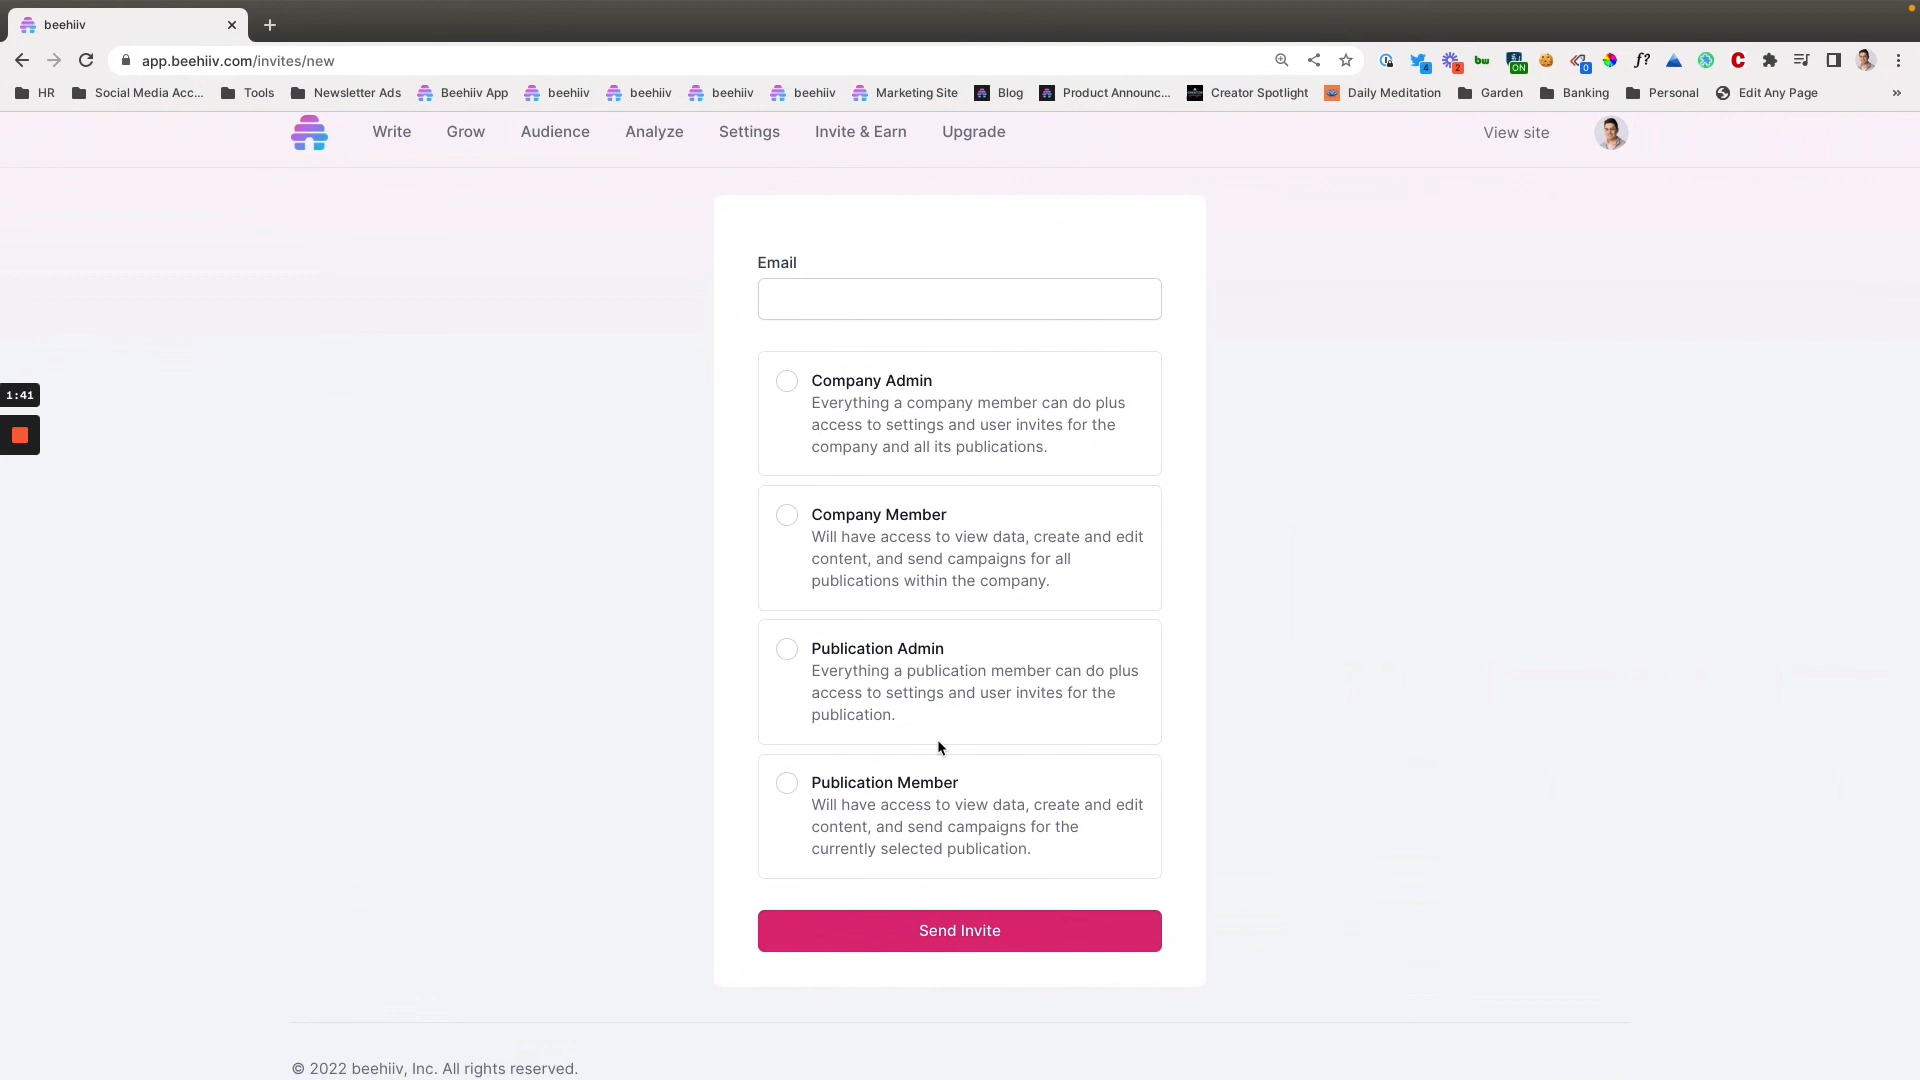 beehiiv
app.beehiiv.com/invites/new
4
2
bw
ON
0
f?
C
HR
Social Media Acc...
Tools
Newsletter Ads
Beehiiv App
beehiiv
beehiiv
beehiiv
beehiiv
Marketing Site
Blog
Product Announc...
Creator Spotlight
Daily Meditation
Garden
Banking
Personal
Edit Any Page
»
Write
Grow
Audience
Analyze
Settings
Invite & Earn
Upgrade
View site
Email
1:41
Company Admin
Everything a company member can do plus
access to settings and user invites for the
company and all its publications.
Company Member
Will have access to view data, create and edit
content, and send campaigns for all
publications within the company.
Publication Admin
Everything a publication member can do plus
access to settings and user invites for the
publication.
Publication Member
Will have access to view data, create and edit
content, and send campaigns for the
currently selected publication.
Send Invite
© 2022 beehiiv, Inc. All rights reserved.